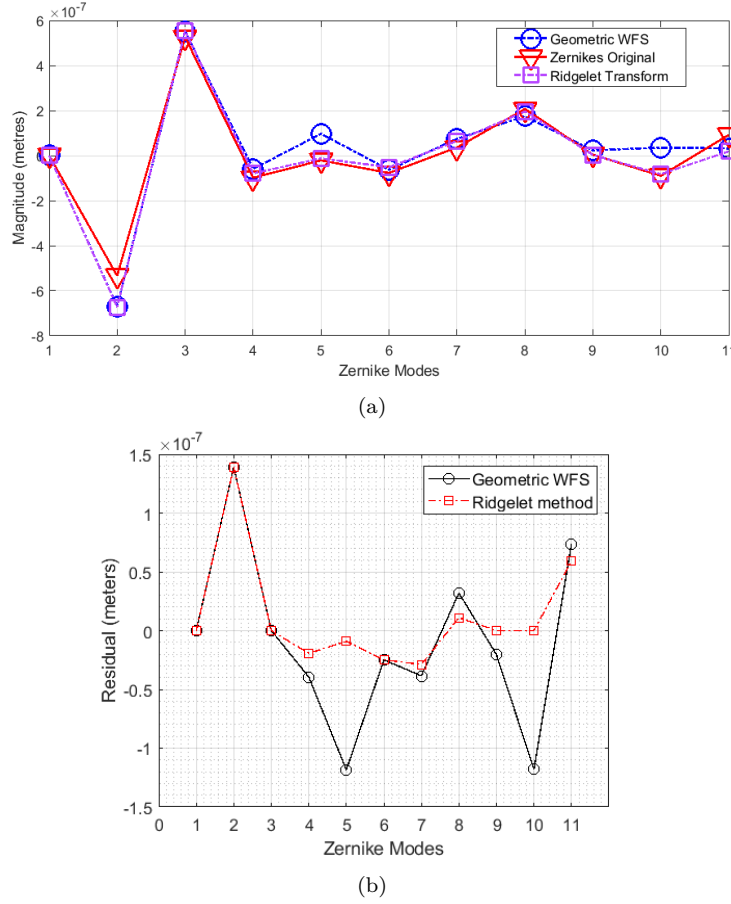 ×10⁻⁷
6
4
2
-2
-4
-6
-8
Magnitude (metres)
Geometric WFS
Zernikes Original
Ridgelet Transform
1 2 3 4 5 6 7 8 9 10 11
Zernike Modes
(a)
×10⁻⁷
1.5
1
0.5
0
-0.5
-1
-1.5
Residual (meters)
Geometric WFS
Ridgelet method
0 1 2 3 4 5 6 7 8 9 10 11
Zernike Modes
(b)